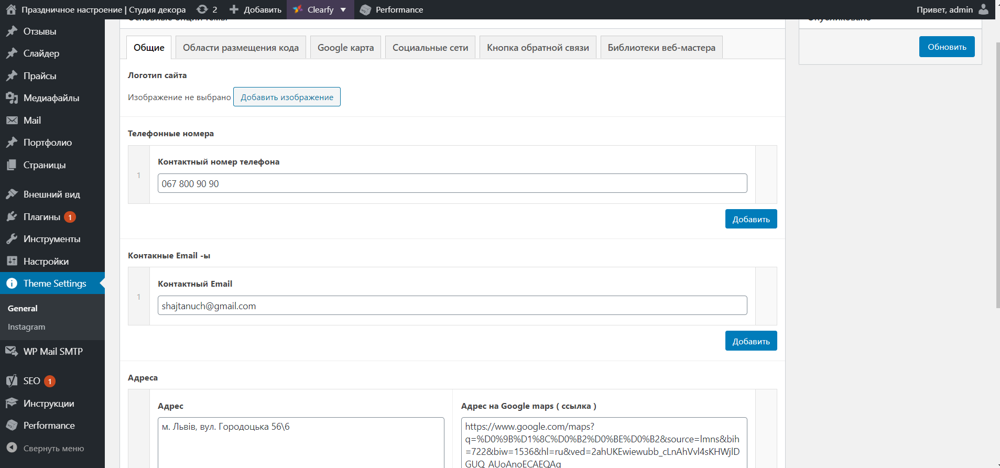 Праздничное настроение | Студия декора
2
Добавить
Clearfy
Performance
Привет, admin
Отзывы
Слайдер
Прайсы
Медиафайлы
Mail
Портфолио
Страницы
Внешний вид
Плагины 1
Инструменты
Настройки
Theme Settings
General
Instagram
WP Mail SMTP
SEO 1
Инструкции
Performance
Свернуть меню
Основные опции темы
Общие
Области размещения кода
Google карта
Социальные сети
Кнопка обратной связи
Библиотеки веб-мастера
Логотип сайта
Изображение не выбрано
Добавить изображение
Телефонные номера
1
Контактный номер телефона
067 800 90 90
Добавить
Контакные Email -ы
1
Контактный Email
shajtanuch@gmail.com
Добавить
Адреса
Адрес
м. Львів, вул. Городоцька 56\6
Адрес на Google maps ( ссылка )
https://www.google.com/maps?
q=%D0%9B%D1%8C%D0%B2%D0%BE%D0%B2&source=lmns&bih
=722&biw=1536&hl=ru&ved=2ahUKEwiewubb_cLnAhVvl4sKHWjlD
GUQ_AUoAnoECAEQAg
Опубликовано
Обновить